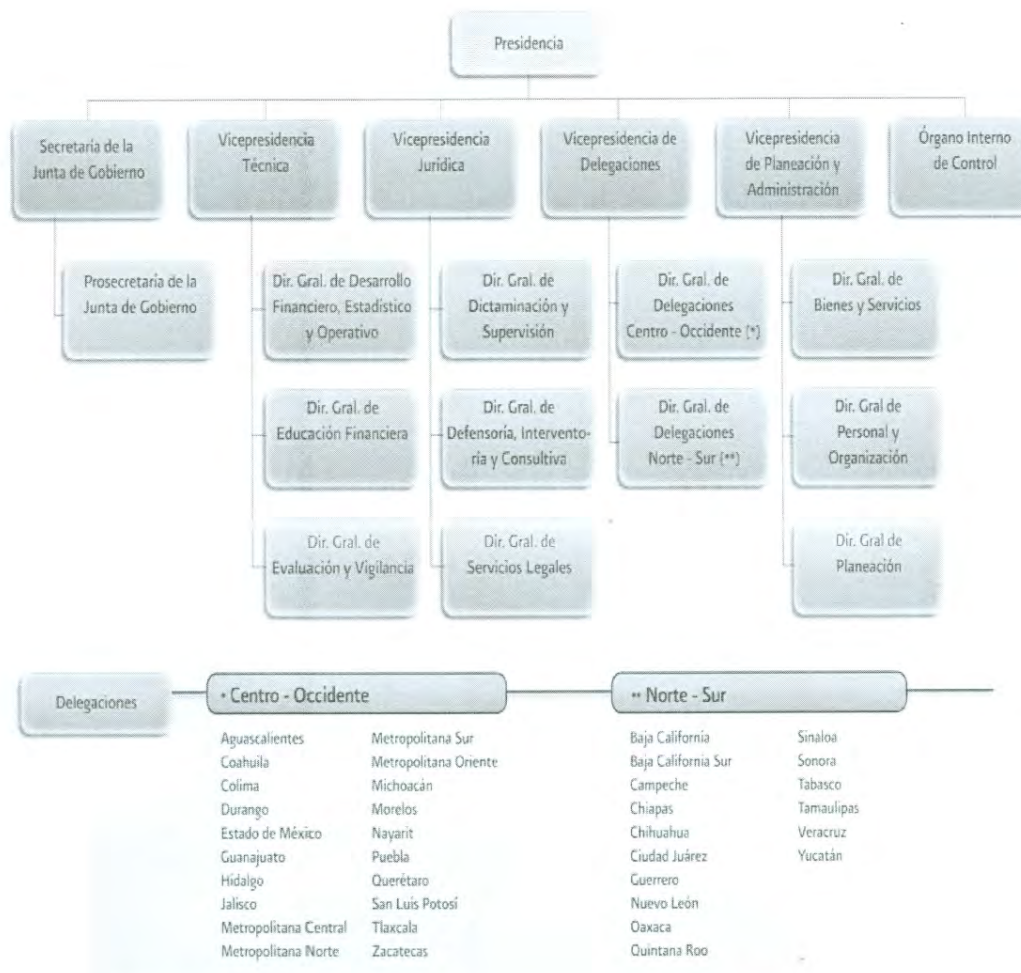 Presidencia
Secretaría de la
Junta de Gobierno
Vicepresidencia
Técnica
Vicepresidencia
Jurídica
Vicepresidencia de
Delegaciones
Vicepresidencia
de Planeación y
Administración
Órgano Interno
de Control
Prosecretaría de la
Junta de Gobierno
Dir. Gral. de Desarrollo
Financiero, Estadístico
y Operativo
Dir. Gral. de
Dictaminación y
Supervisión
Dir. Gral. de
Delegaciones
Centro - Occidente (*)
Dir. Gral. de
Bienes y Servicios
Dir. Gral. de
Educación Financiera
Dir. Gral. de
Defensoría, Intervento-
ría y Consultiva
Dir. Gral. de
Delegaciones
Norte - Sur (**)
Dir. Gral de
Personal y
Organización
Dir. Gral. de
Evaluación y Vigilancia
Dir. Gral. de
Servicios Legales
Dir. Gral de
Planeación
Delegaciones
* Centro - Occidente
Aguascalientes
Coahuila
Colima
Durango
Estado de México
Guanajuato
Hidalgo
Jalisco
Metropolitana Central
Metropolitana Norte
Metropolitana Sur
Metropolitana Oriente
Michoacán
Morelos
Nayarit
Puebla
Querétaro
San Luis Potosí
Tlaxcala
Zacatecas
** Norte - Sur
Baja California
Baja California Sur
Campeche
Chiapas
Chihuahua
Ciudad Juárez
Guerrero
Nuevo León
Oaxaca
Quintana Roo
Sinaloa
Sonora
Tabasco
Tamaulipas
Veracruz
Yucatán